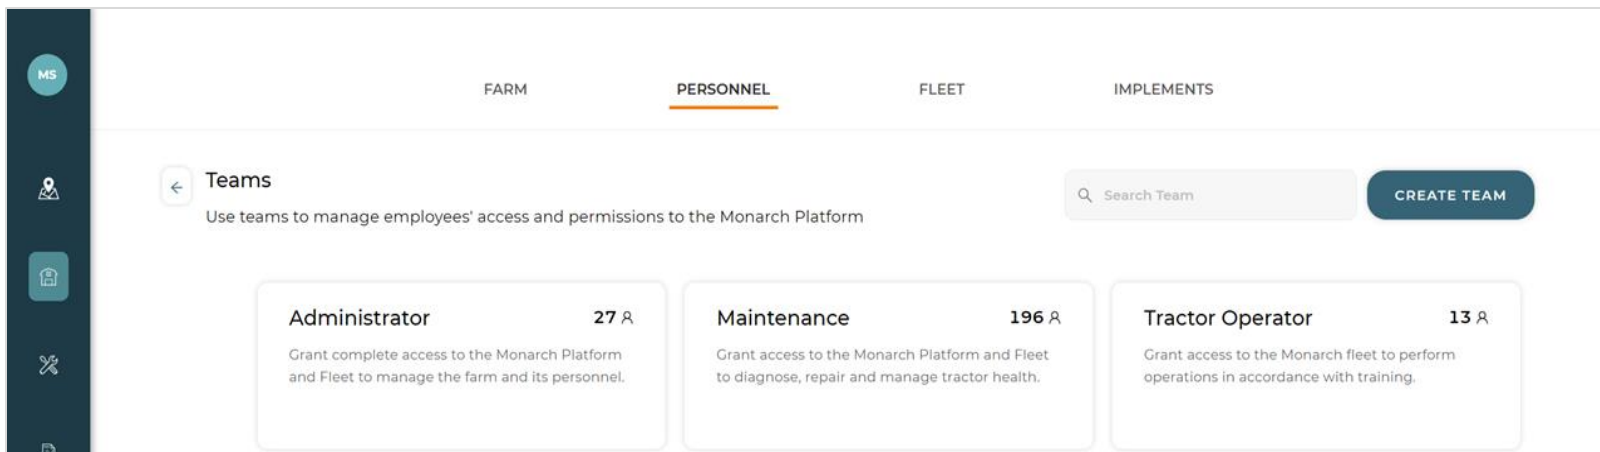 MS
FARM
PERSONNEL
FLEET
IMPLEMENTS
Teams
Use teams to manage employees' access and permissions to the Monarch Platform
Search Team
CREATE TEAM
Administrator
27
Grant complete access to the Monarch Platform
and Fleet to manage the farm and its personnel.
Maintenance
196
Grant access to the Monarch Platform and Fleet
to diagnose, repair and manage tractor health.
Tractor Operator
13
Grant access to the Monarch fleet to perform
operations in accordance with training.